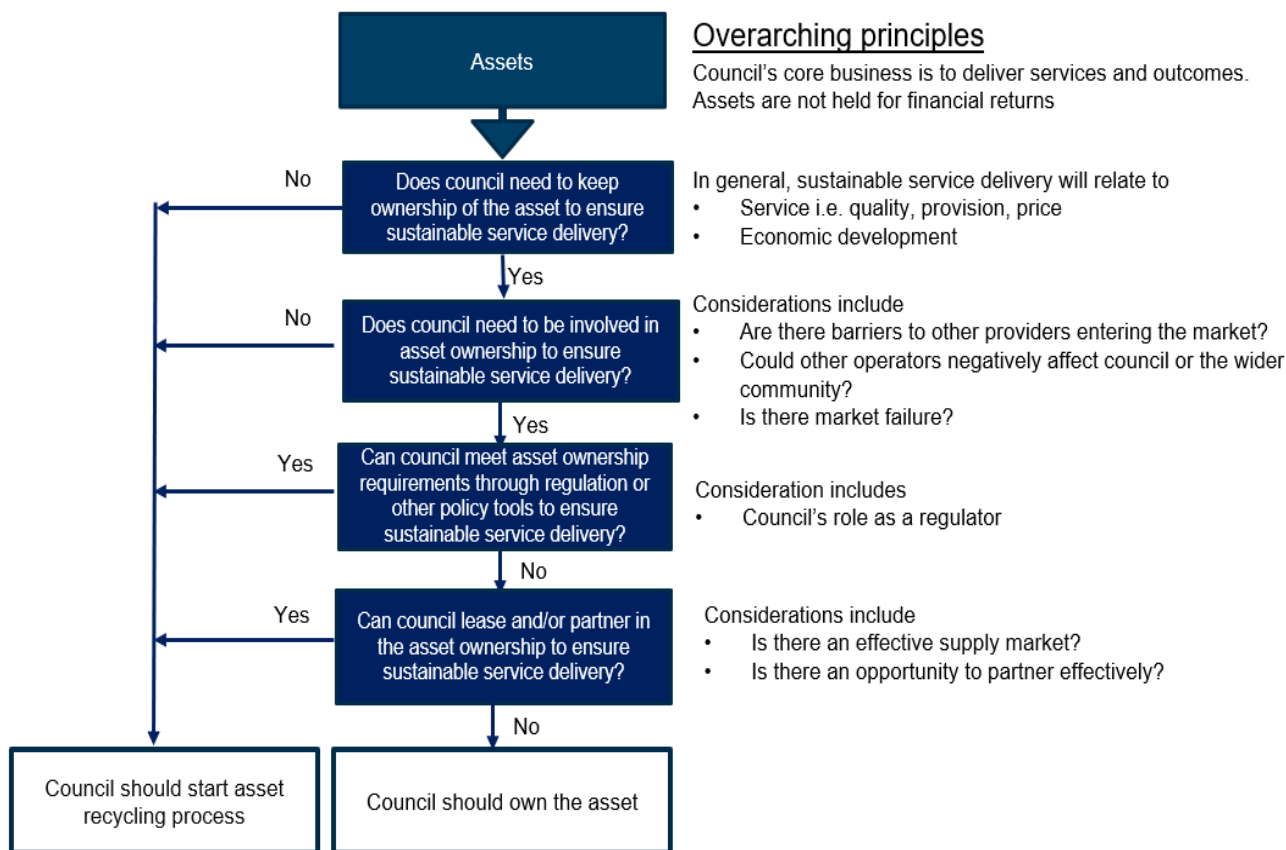 Assets
Overarching principles
Council's core business is to deliver services and outcomes.
Assets are not held for financial returns
No
Does council need to keep
ownership of the asset to ensure
sustainable service delivery?
In general, sustainable service delivery will relate to
• Service i.e. quality, provision, price
• Economic development
Yes
No
Does council need to be involved in
asset ownership to ensure
sustainable service delivery?
Considerations include
• Are there barriers to other providers entering the market?
• Could other operators negatively affect council or the wider
community?
• Is there market failure?
Yes
Yes
Can council meet asset ownership
requirements through regulation or
other policy tools to ensure
sustainable service delivery?
Consideration includes
• Council's role as a regulator
No
Yes
Can council lease and/or partner in
the asset ownership to ensure
sustainable service delivery?
Considerations include
• Is there an effective supply market?
• Is there an opportunity to partner effectively?
No
Council should start asset
recycling process
Council should own the asset